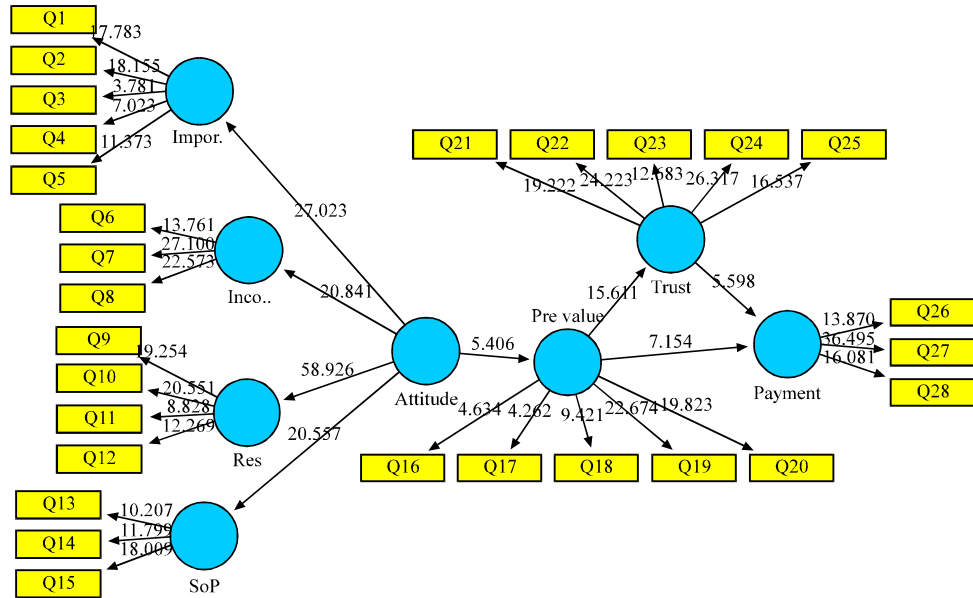 Q1
17.783
Q2
18.155
Q3
3.781
Q4
7.023
Q5
11.373
Impor.
Q6
13.761
Q7
27.100
Q8
22.573
Inco..
Q9
19.254
Q10
20.551
Q11
8.828
Q12
12.269
Res
Q13
10.207
Q14
11.799
Q15
18.009
SoP
27.023
20.841
58.926
20.557
Attitude
5.406
Pre value
4.634
4.262
9.421
22.674
19.823
Q16
Q17
Q18
Q19
Q20
15.611
7.154
Q21
Q22
Q23
Q24
Q25
19.222
24.223
12.683
26.317
16.537
Trust
5.598
Payment
13.870
36.495
16.081
Q26
Q27
Q28